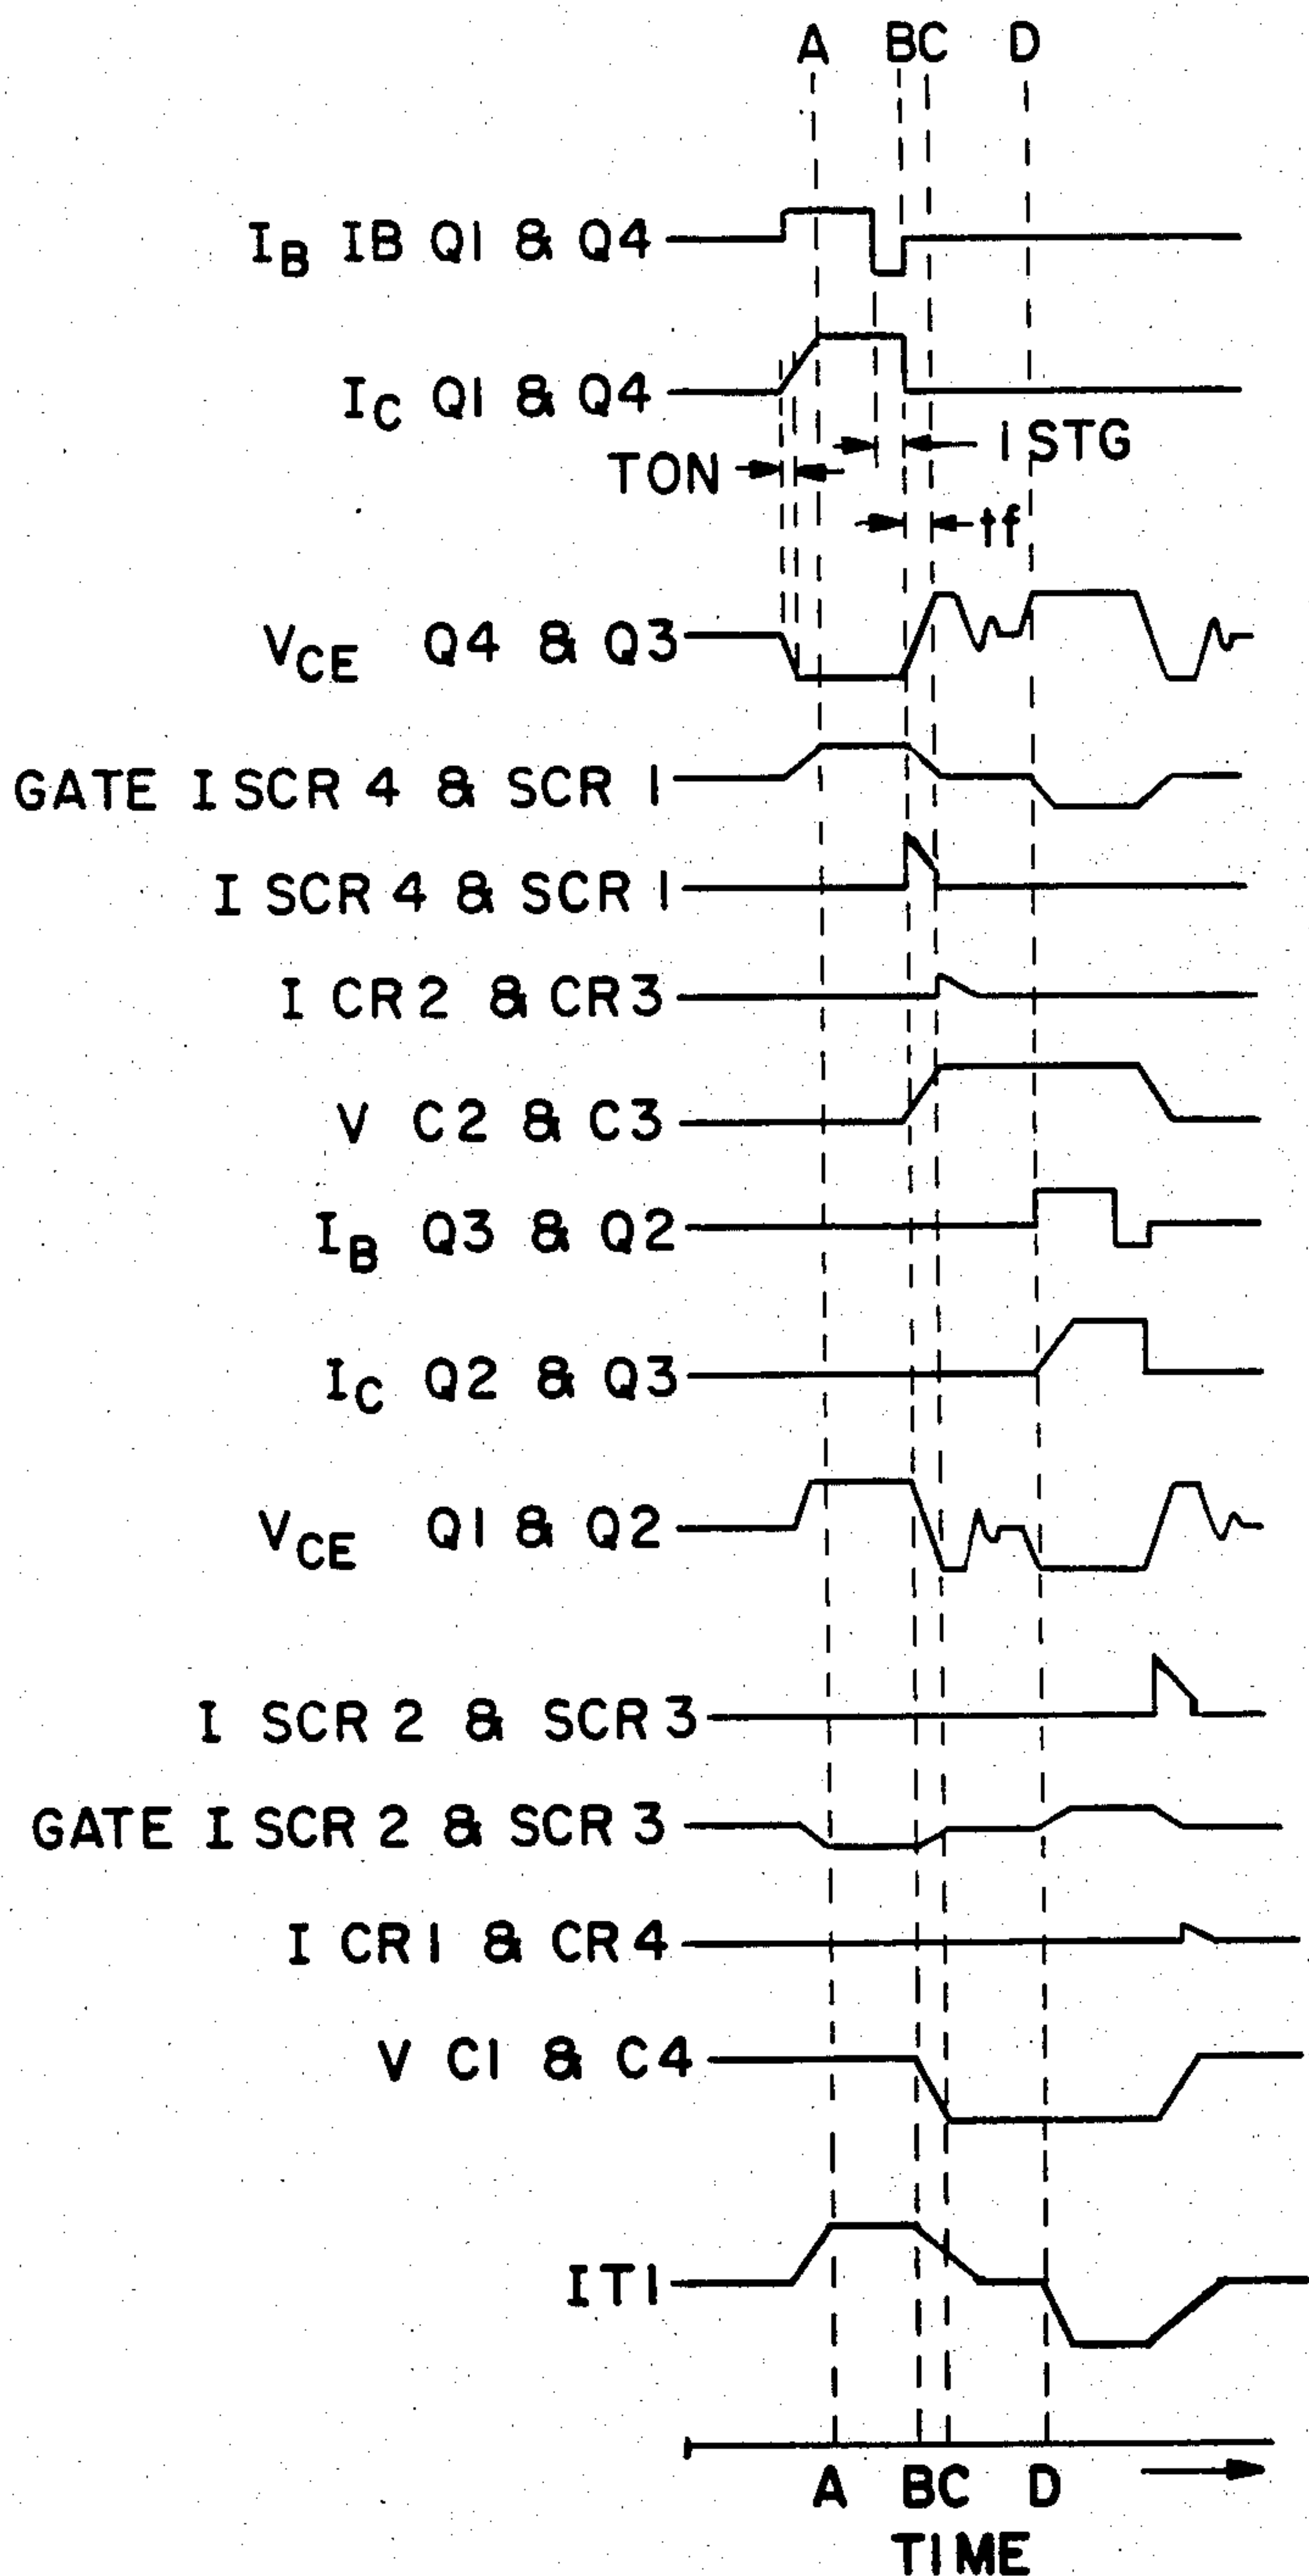 A BC D
I_B IB Q1 & Q4
I_C Q1 & Q4
I STG
TON
tf
V_CE Q4 & Q3
GATE I SCR 4 & SCR 1
I SCR 4 & SCR 1
I CR2 & CR3
V C2 & C3
I_B Q3 & Q2
I_C Q2 & Q3
V_CE Q1 & Q2
I SCR 2 & SCR 3
GATE I SCR 2 & SCR 3
I CR1 & CR4
V C1 & C4
IT1
A BC D
TIME